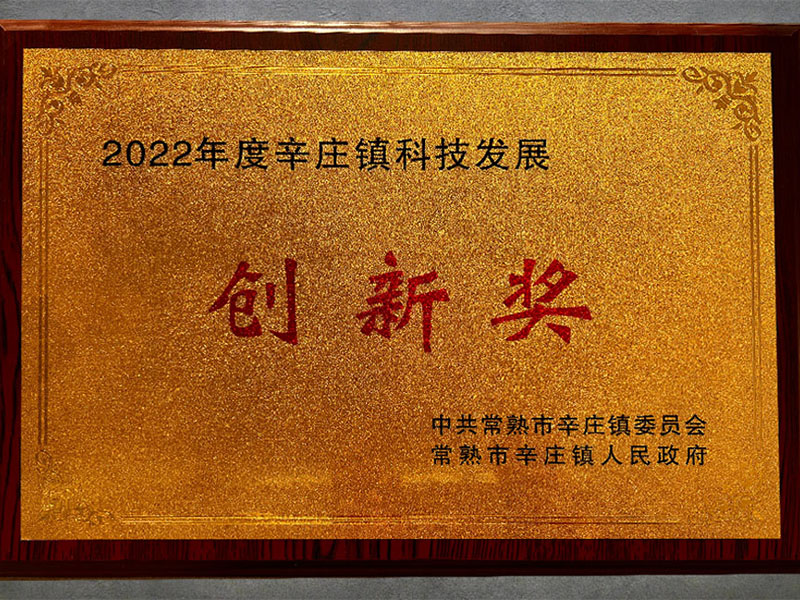 2022年度辛庄镇科技发展
创新奖
中共常熟市辛庄镇委员会
常熟市辛庄镇人民政府